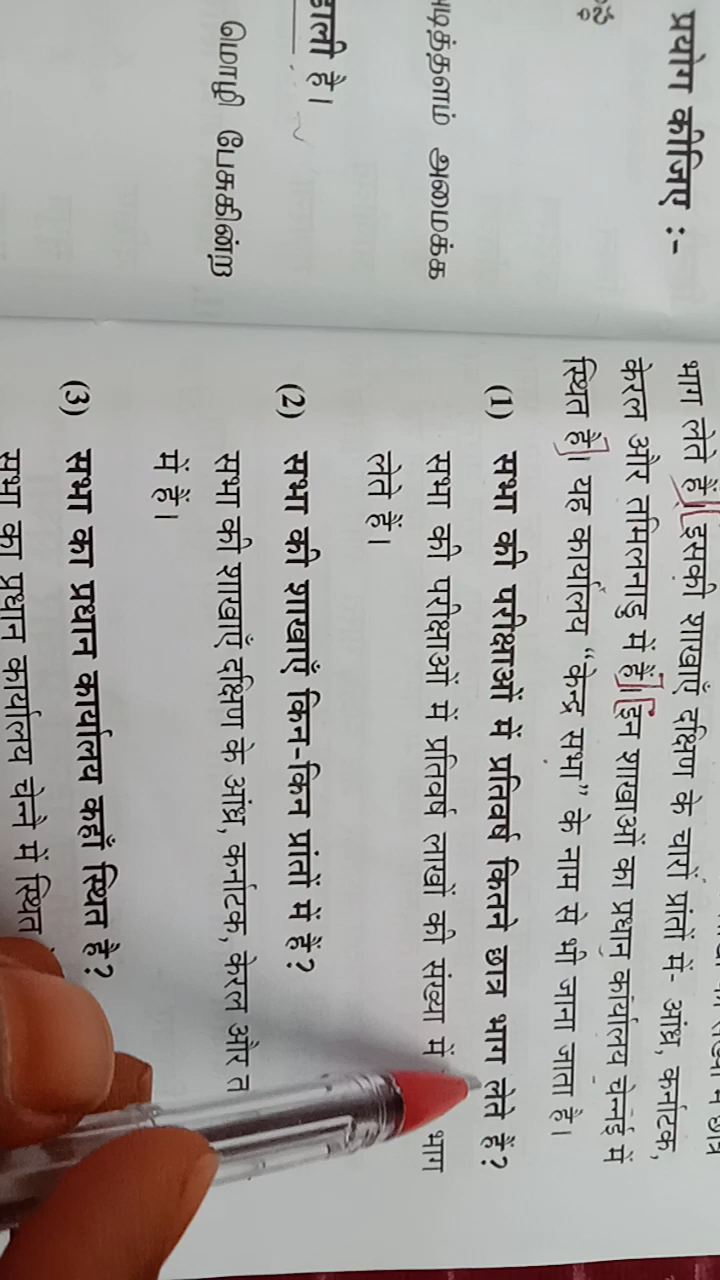 प्रयोग कीजिए :-
அமைக்க
हाली है।
மொழி பேசுகின்ற
भाग लेते हैं। इसकी शाखाएँ दक्षिण के चारों प्रांतों में- आंध्र, कर्नाटक,
केरल और तमिलनाडु में हैं। इन शाखाओं का प्रधान कार्यालय चेन्नई में
स्थित है। यह कार्यालय “केन्द्र सभा” के नाम से भी जाना जाता है।
(1) सभा की परीक्षाओं में प्रतिवर्ष कितने छात्र भाग लेते हैं?
सभा की परीक्षाओं में प्रतिवर्ष लाखों की संख्या में भाग
लेते हैं।
(2) सभा की शाखाएँ किन-किन प्रांतों में हैं?
सभा की शाखाएँ दक्षिण के आंध्र, कर्नाटक, केरल और त
में हैं।
(3) सभा का प्रधान कार्यालय कहाँ स्थित है?
सभा का प्रधान कार्यालय चेन्नै में स्थित